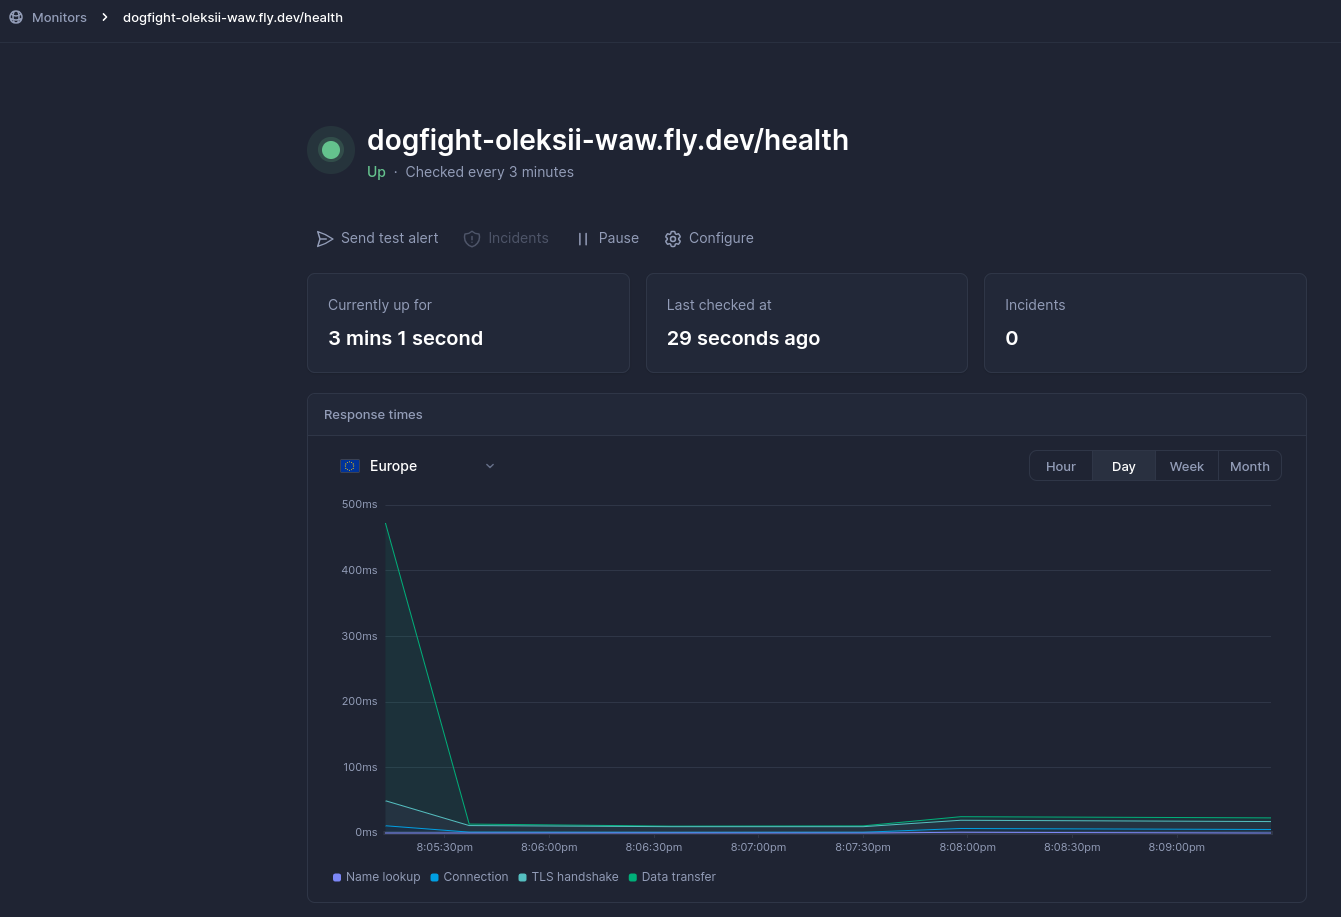 Monitors > dogfight-oleksii-waw.fly.dev/health
dogfight-oleksii-waw.fly.dev/health
Up · Checked every 3 minutes
Send test alert Incidents Pause Configure
Currently up for Last checked at Incidents
3 mins 1 second 29 seconds ago 0
Response times
Europe Hour Day Week Month
500ms
400ms
300ms
200ms
100ms
0ms
8:05:30pm 8:06:00pm 8:06:30pm 8:07:00pm 8:07:30pm 8:08:00pm 8:08:30pm 8:09:00pm
Name lookup Connection TLS handshake Data transfer